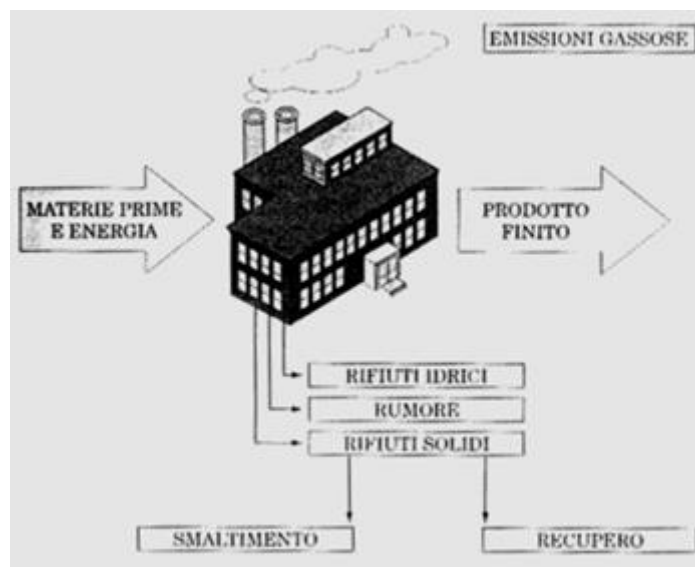 EMISSIONI GASSOSE
MATERIE PRIME
E ENERGIA
PRODOTTO
FINITO
RIFIUTI IDRICI
RUMORE
RIFIUTI SOLIDI
SMALTIMENTO
RECUPERO